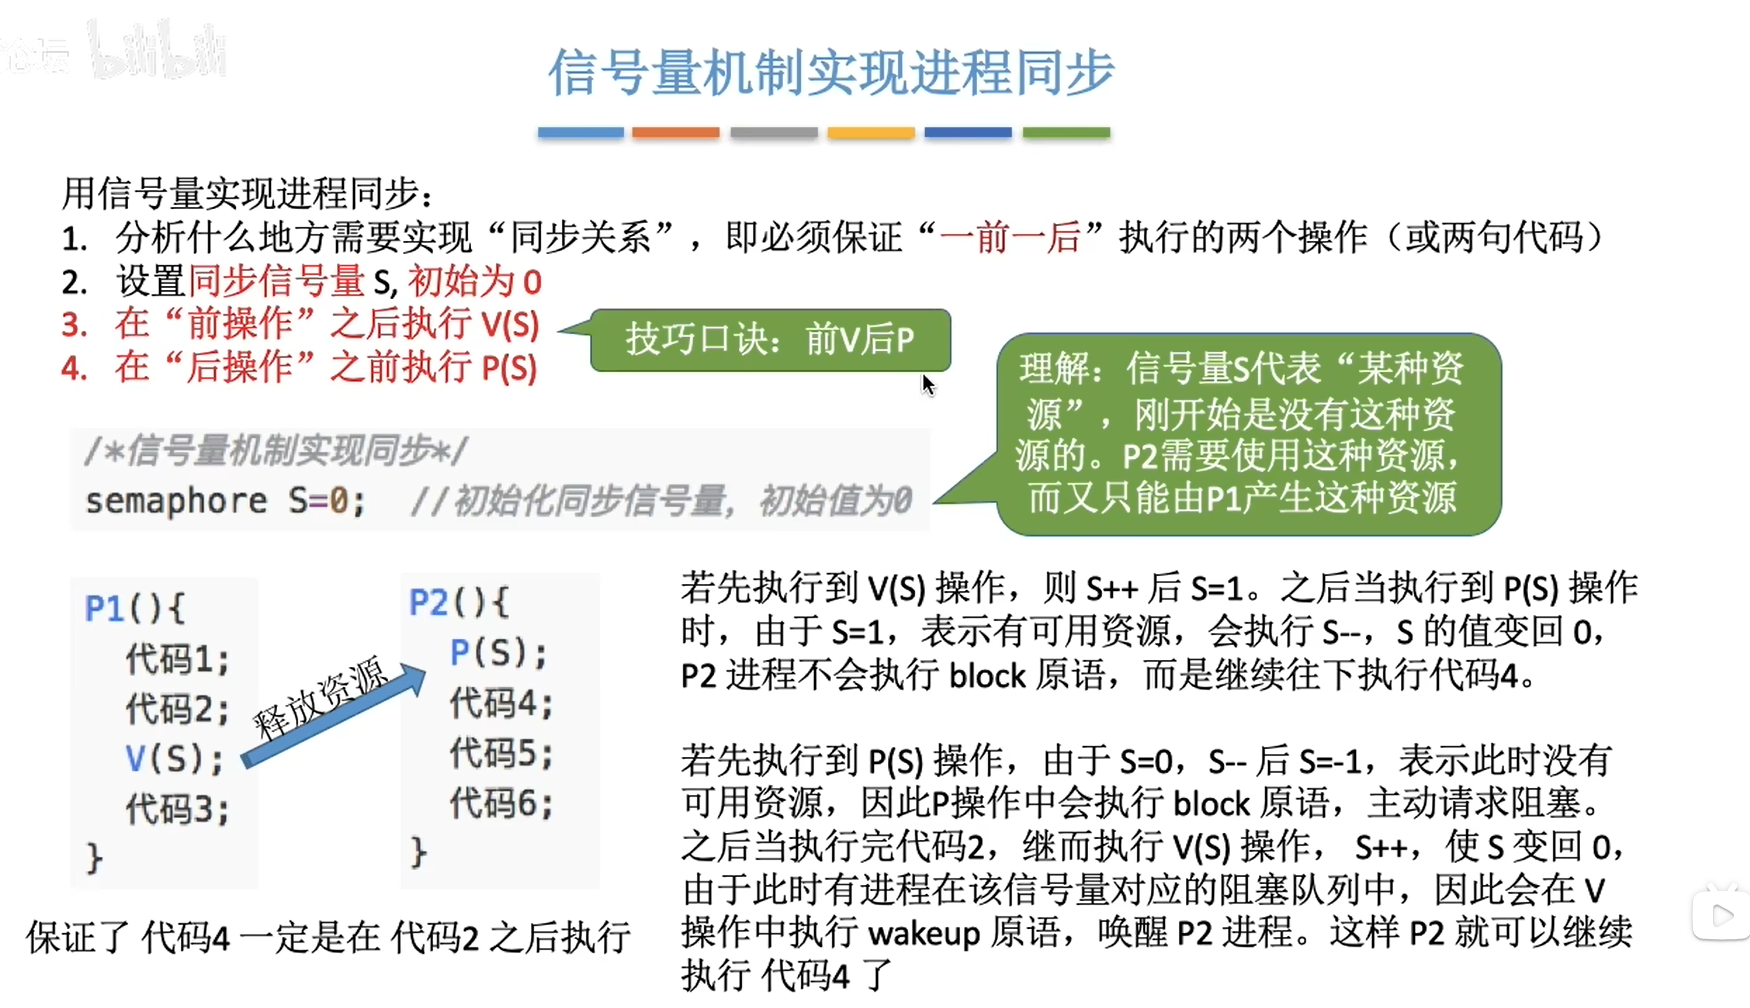 论坛 bilibili
信号量机制实现进程同步
用信号量实现进程同步：
1. 分析什么地方需要实现“同步关系”，即必须保证“一前一后”执行的两个操作（或两句代码）
2. 设置同步信号量 S, 初始为 0
3. 在“前操作”之后执行 V(S)
4. 在“后操作”之前执行 P(S)
技巧口诀：前V后P
理解：信号量S代表“某种资
源”，刚开始是没有这种资
源的。P2需要使用这种资源，
而又只能由P1产生这种资源
/*信号量机制实现同步*/
semaphore S=0; //初始化同步信号量，初始值为0
P1(){
代码1;
代码2;
V(S);
代码3;
}
释放资源
P2(){
P(S);
代码4;
代码5;
代码6;
}
保证了 代码4 一定是在 代码2 之后执行
若先执行到 V(S) 操作，则 S++ 后 S=1。之后当执行到 P(S) 操作
时，由于 S=1，表示有可用资源，会执行 S--，S 的值变回 0，
P2 进程不会执行 block 原语，而是继续往下执行代码4。
若先执行到 P(S) 操作，由于 S=0，S-- 后 S=-1，表示此时没有
可用资源，因此P操作中会执行 block 原语，主动请求阻塞。
之后当执行完代码2，继而执行 V(S) 操作， S++，使 S 变回 0，
由于此时有进程在该信号量对应的阻塞队列中，因此会在 V
操作中执行 wakeup 原语，唤醒 P2 进程。这样 P2 就可以继续
执行 代码4 了